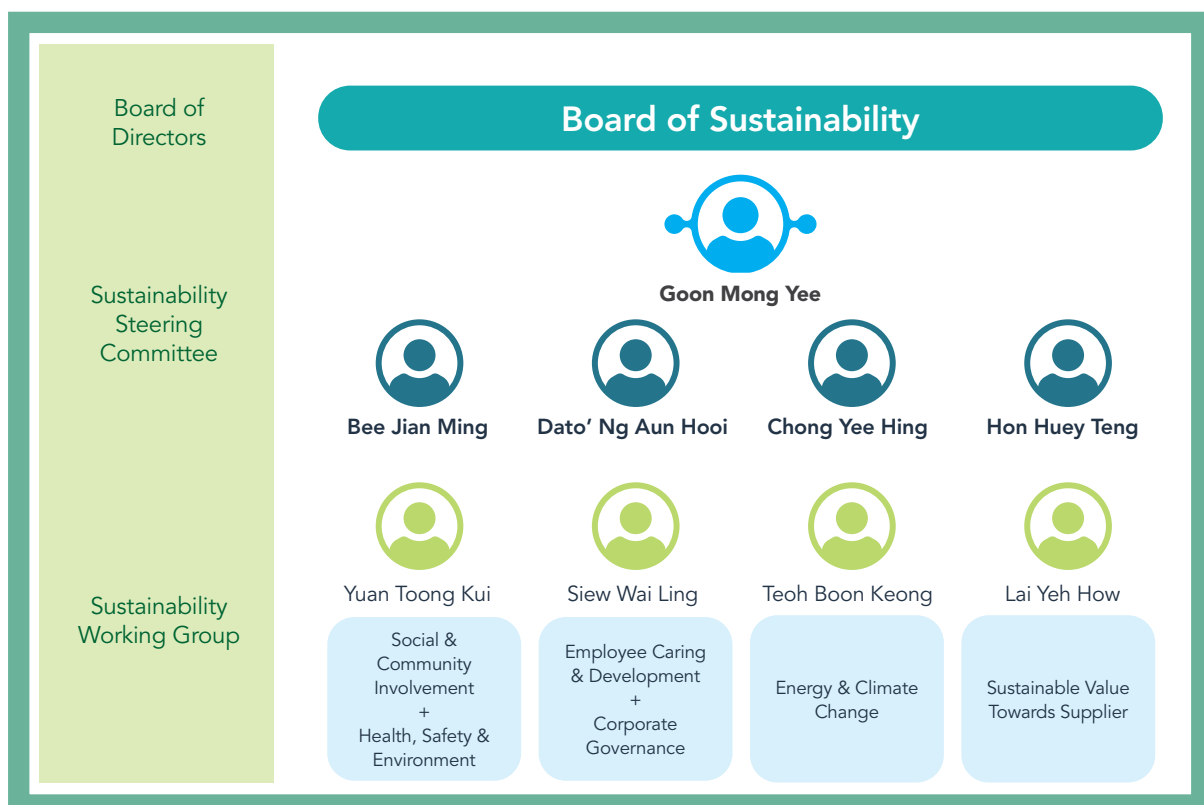 Board of
Directors
Board of Sustainability
Sustainability
Steering
Committee
Goon Mong Yee
Bee Jian Ming
Dato’ Ng Aun Hooi
Chong Yee Hing
Hon Huey Teng
Sustainability
Working Group
Yuan Toong Kui
Siew Wai Ling
Teoh Boon Keong
Lai Yeh How
Social &
Community
Involvement
+
Health, Safety &
Environment
Employee Caring
& Development
+
Corporate
Governance
Energy & Climate
Change
Sustainable Value
Towards Supplier